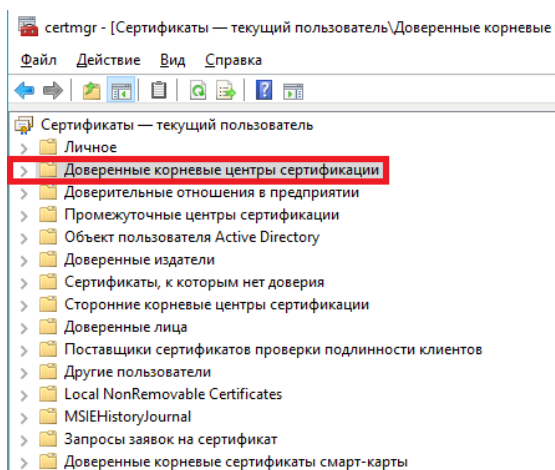 certmgr - [Сертификаты — текущий пользователь\Доверенные корневые
Файл Действие Вид Справка
Сертификаты — текущий пользователь
Личное
Доверенные корневые центры сертификации
Доверительные отношения в предприятии
Промежуточные центры сертификации
Объект пользователя Active Directory
Доверенные издатели
Сертификаты, к которым нет доверия
Сторонние корневые центры сертификации
Доверенные лица
Поставщики сертификатов проверки подлинности клиентов
Другие пользователи
Local NonRemovable Certificates
MSIEHistoryJournal
Запросы заявок на сертификат
Доверенные корневые сертификаты смарт-карты